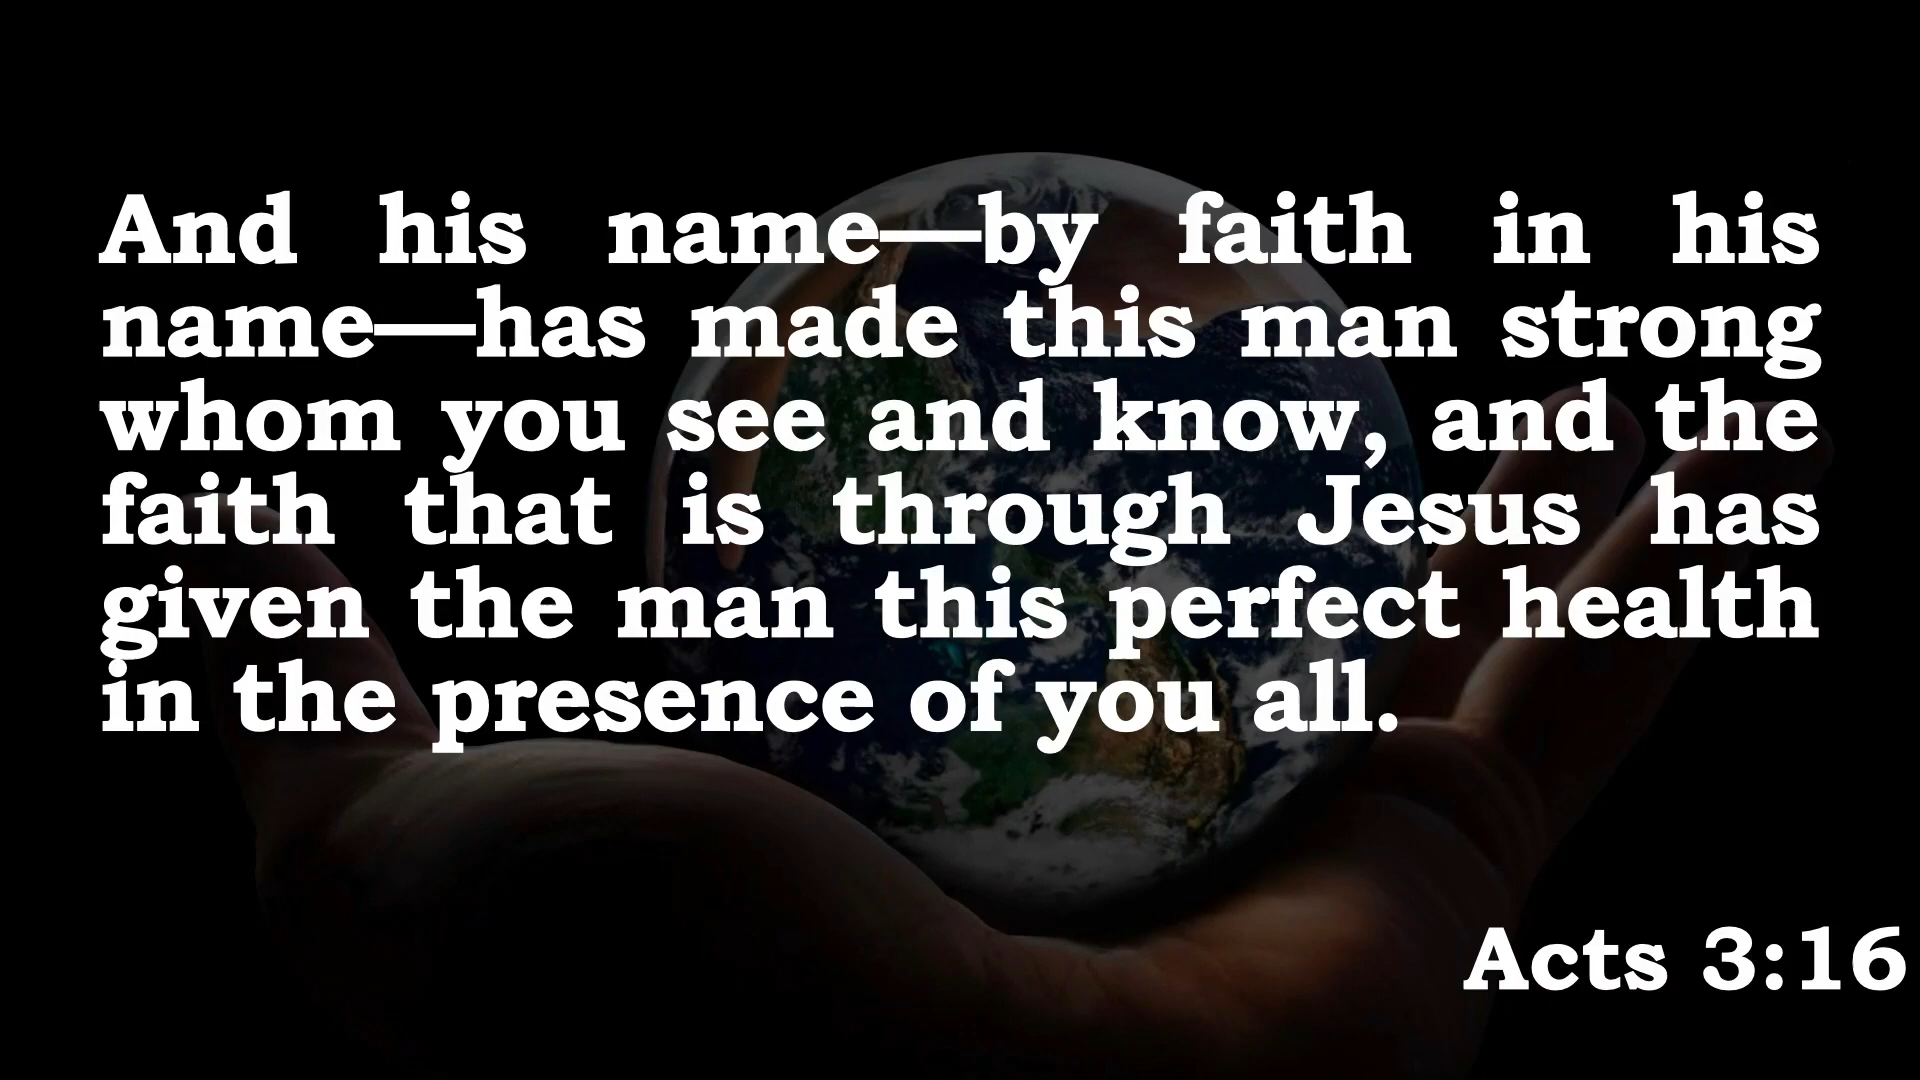 And his name—by faith in his
name—has made this man strong
whom you see and know, and the
faith that is through Jesus has
given the man this perfect health
in the presence of you all.
Acts 3:16